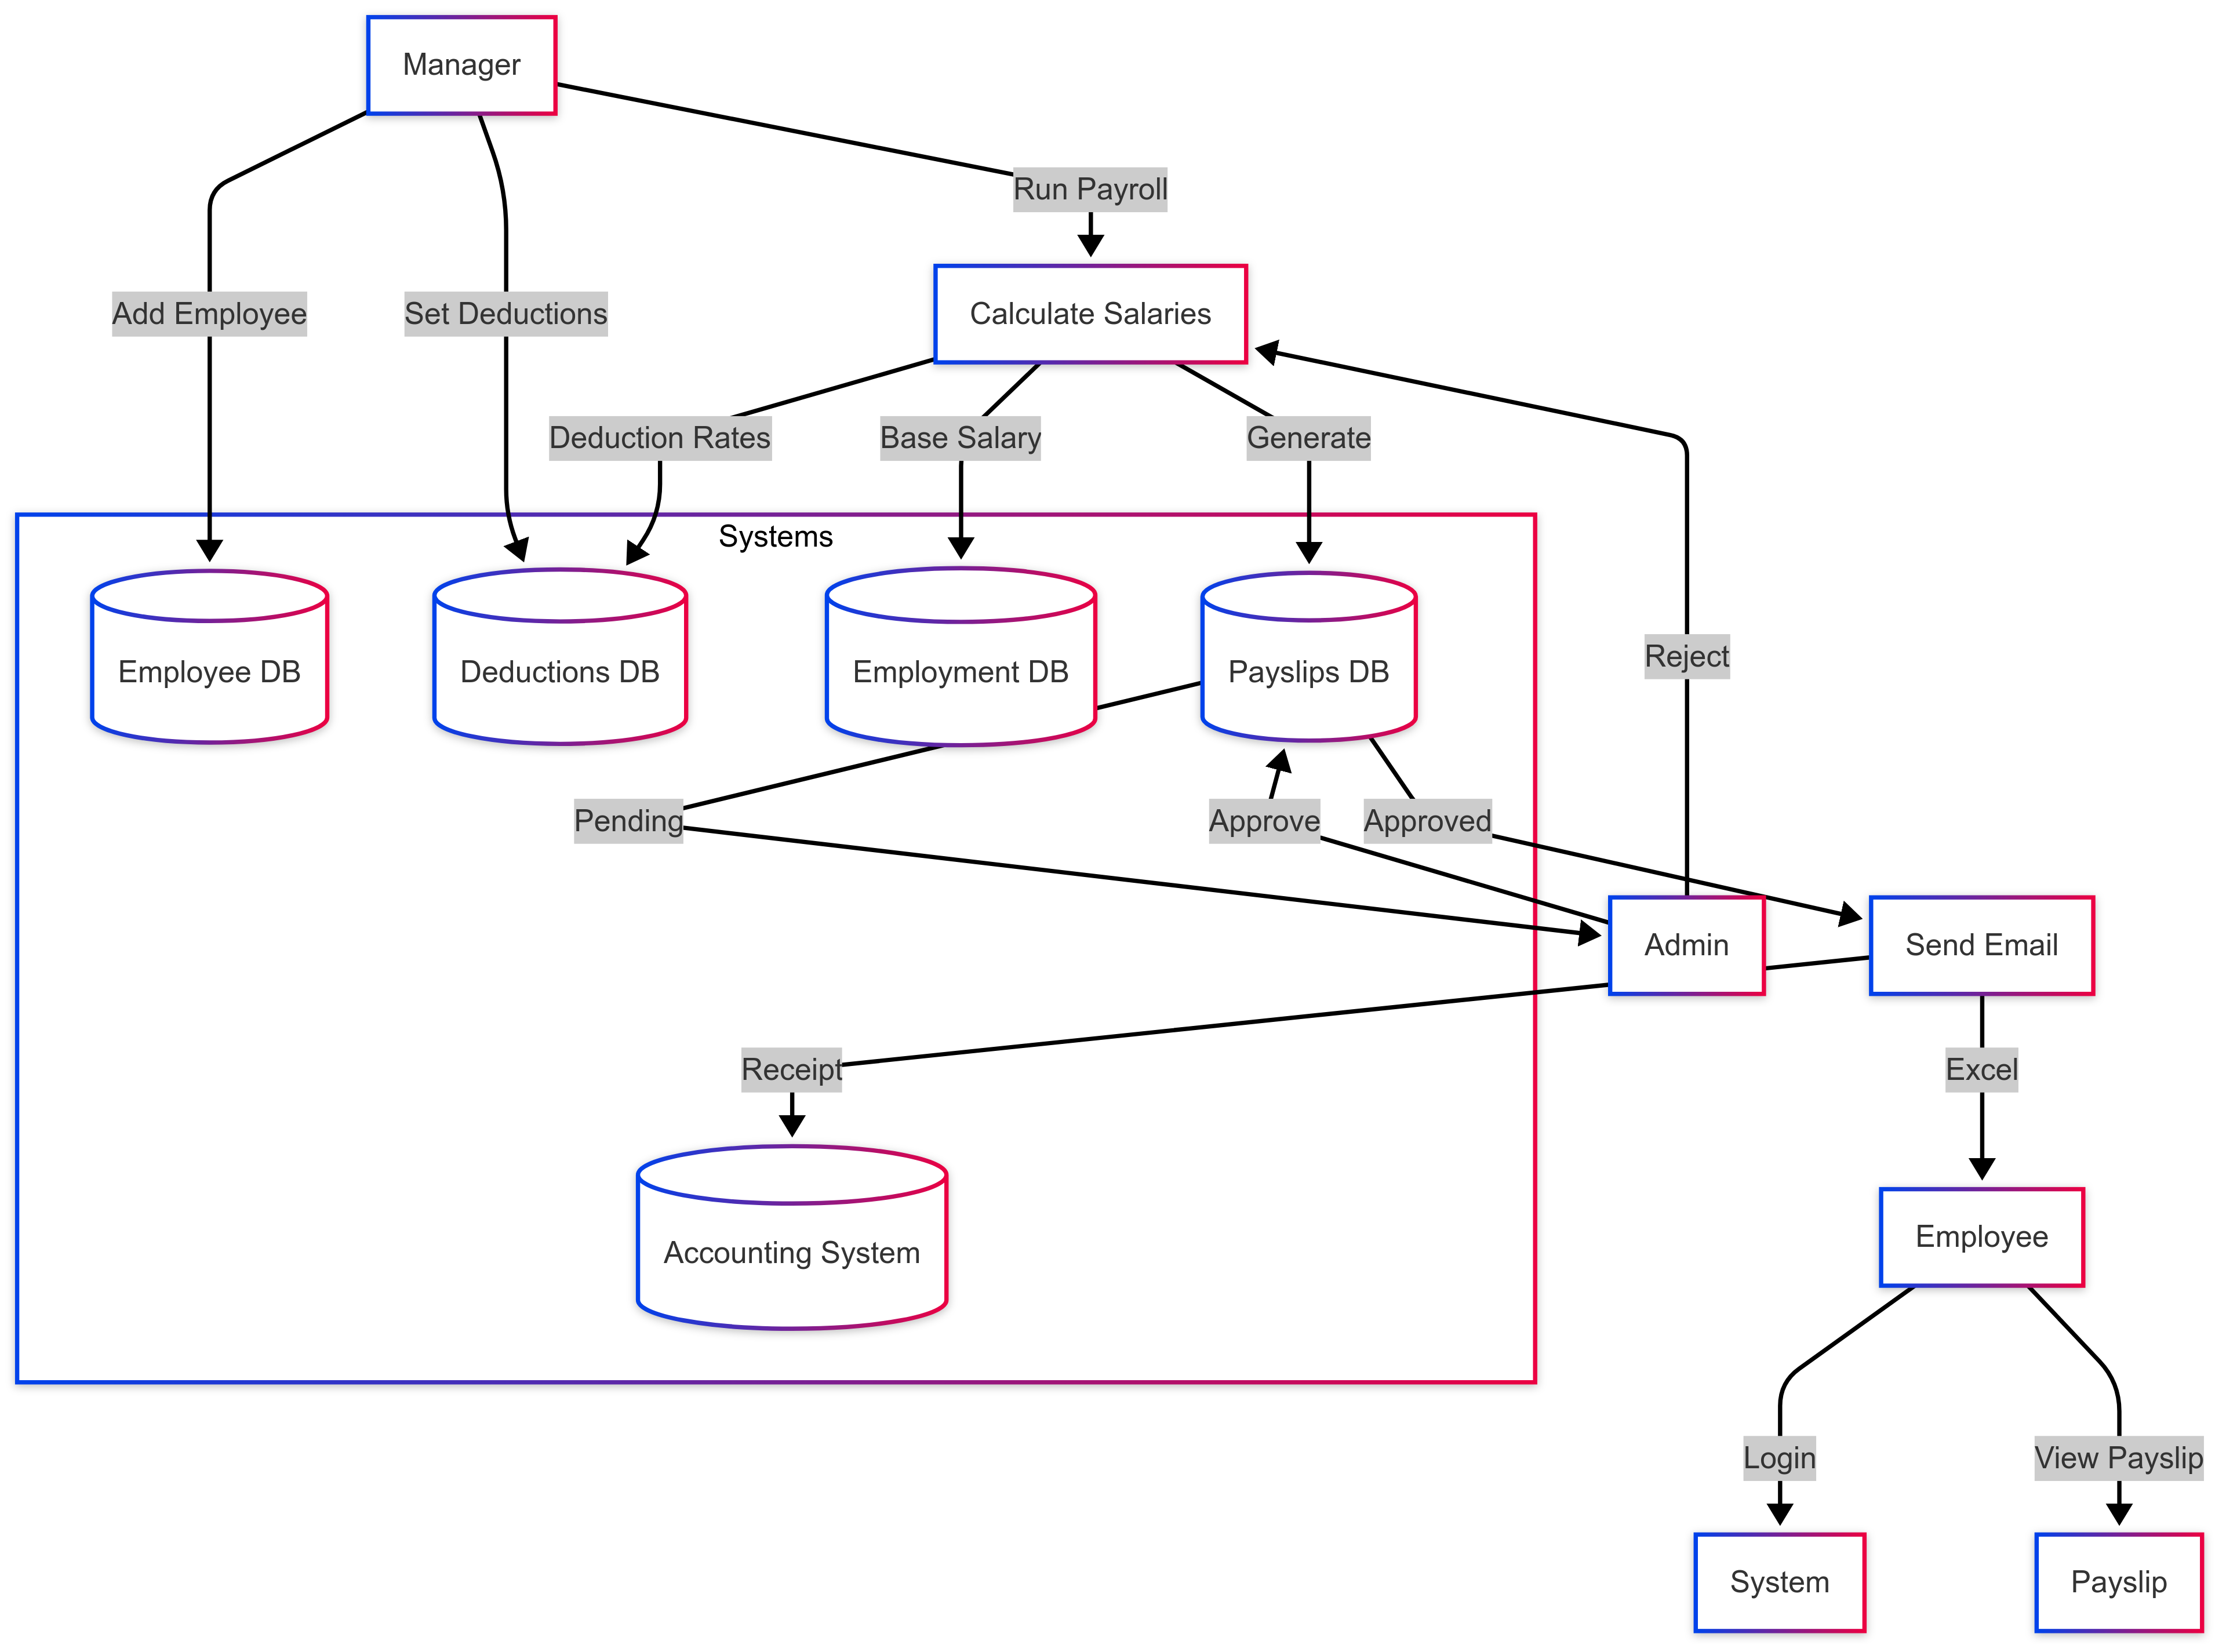 Manager
Run Payroll
Add Employee
Set Deductions
Calculate Salaries
Deduction Rates
Base Salary
Generate
Systems
Employee DB
Deductions DB
Employment DB
Payslips DB
Reject
Pending
Approve
Approved
Admin
Send Email
Receipt
Excel
Employee
Accounting System
Login
View Payslip
System
Payslip